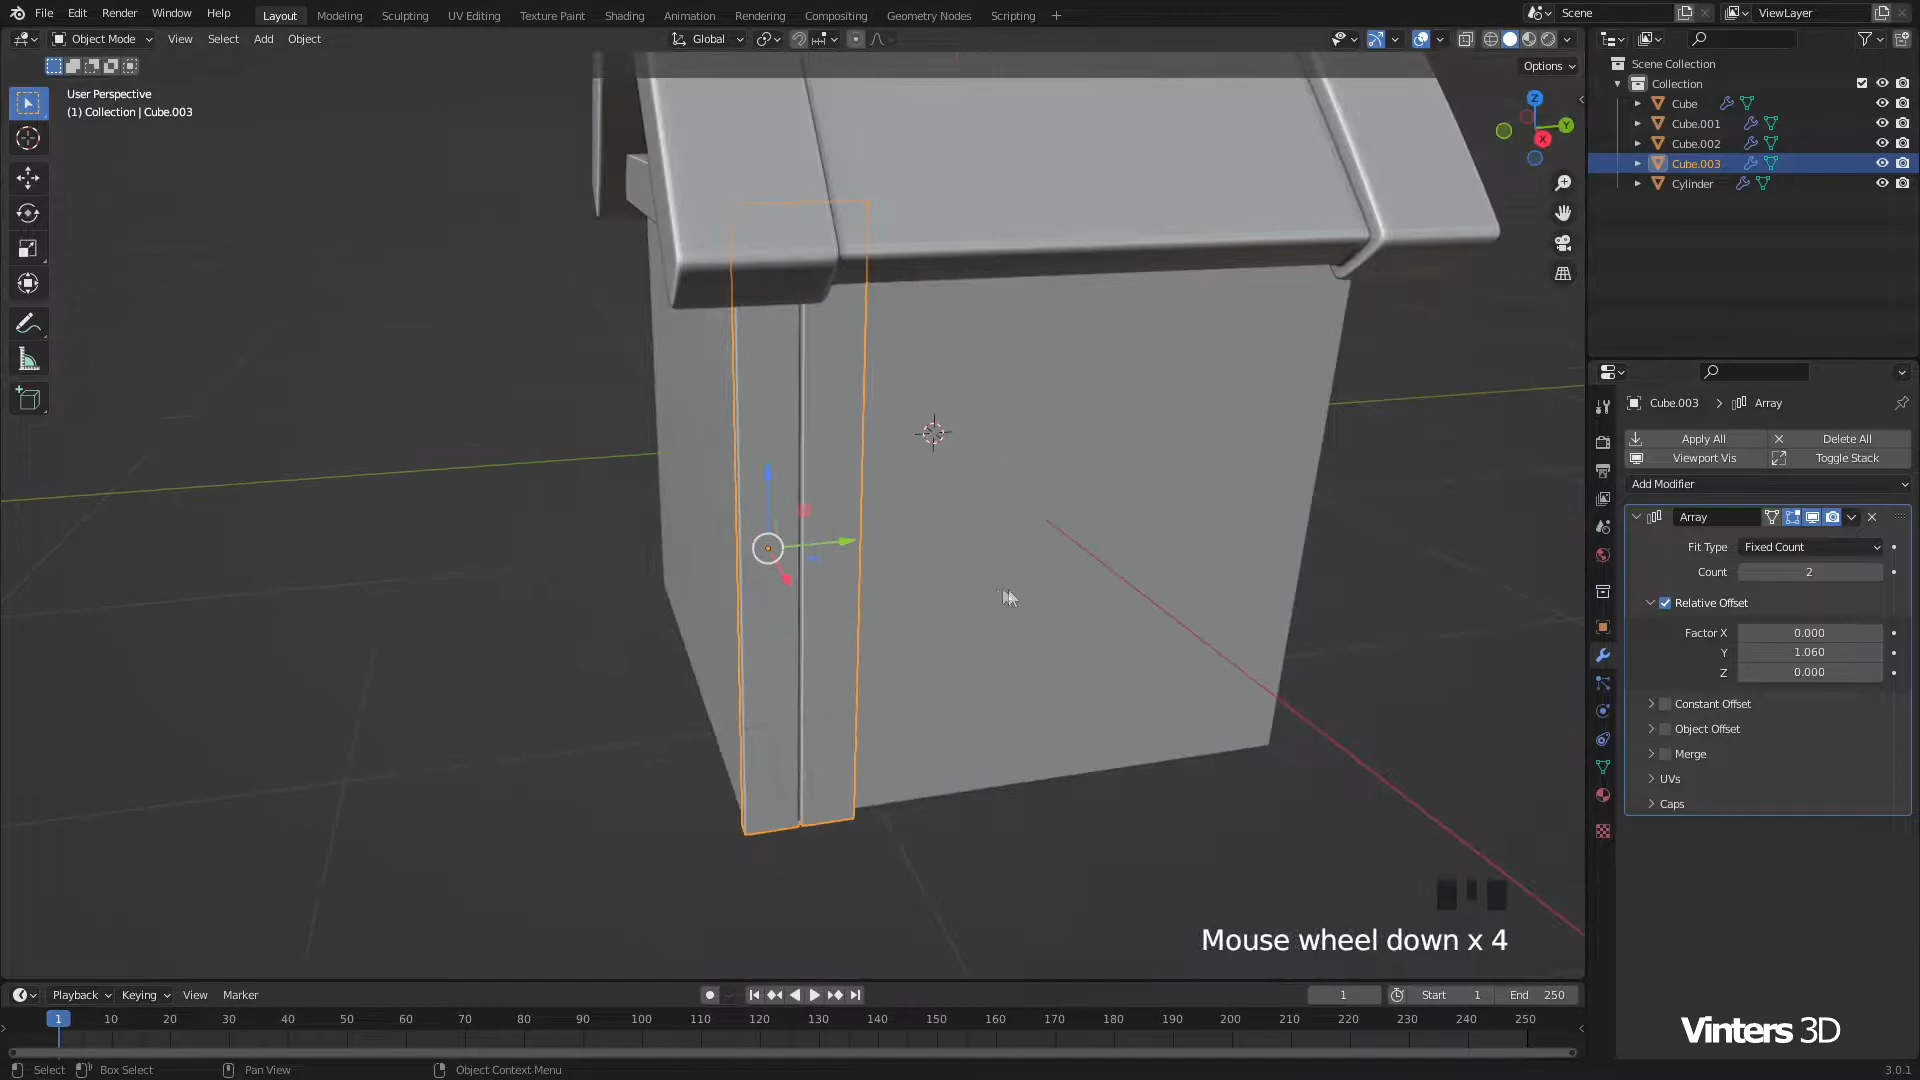 File Edit Render Window Help Layout Modeling Sculpting UV Editing Texture Paint Shading Animation Rendering Compositing Geometry Nodes Scripting + Scene ViewLayer
Object Mode View Select Add Object Global
Options
User Perspective
(1) Collection | Cube.003
Z
Y
X
Scene Collection
Collection
Cube
Cube.001
Cube.002
Cube.003
Cylinder
Cube.003 > Array
Apply All Delete All
Viewport Vis Toggle Stack
Add Modifier
Array
Fit Type Fixed Count
Count 2
Relative Offset
Factor X 0.000
Y 1.060
Z 0.000
Constant Offset
Object Offset
Merge
UVs
Caps
Mouse wheel down x 4
Playback Keying View Marker 1 Start 1 End 250
1 10 20 30 40 50 60 70 80 90 100 110 120 130 140 150 160 170 180 190 200 210 220 230 240 250
Vinters 3D
Select Box Select Pan View Object Context Menu 3.0.1